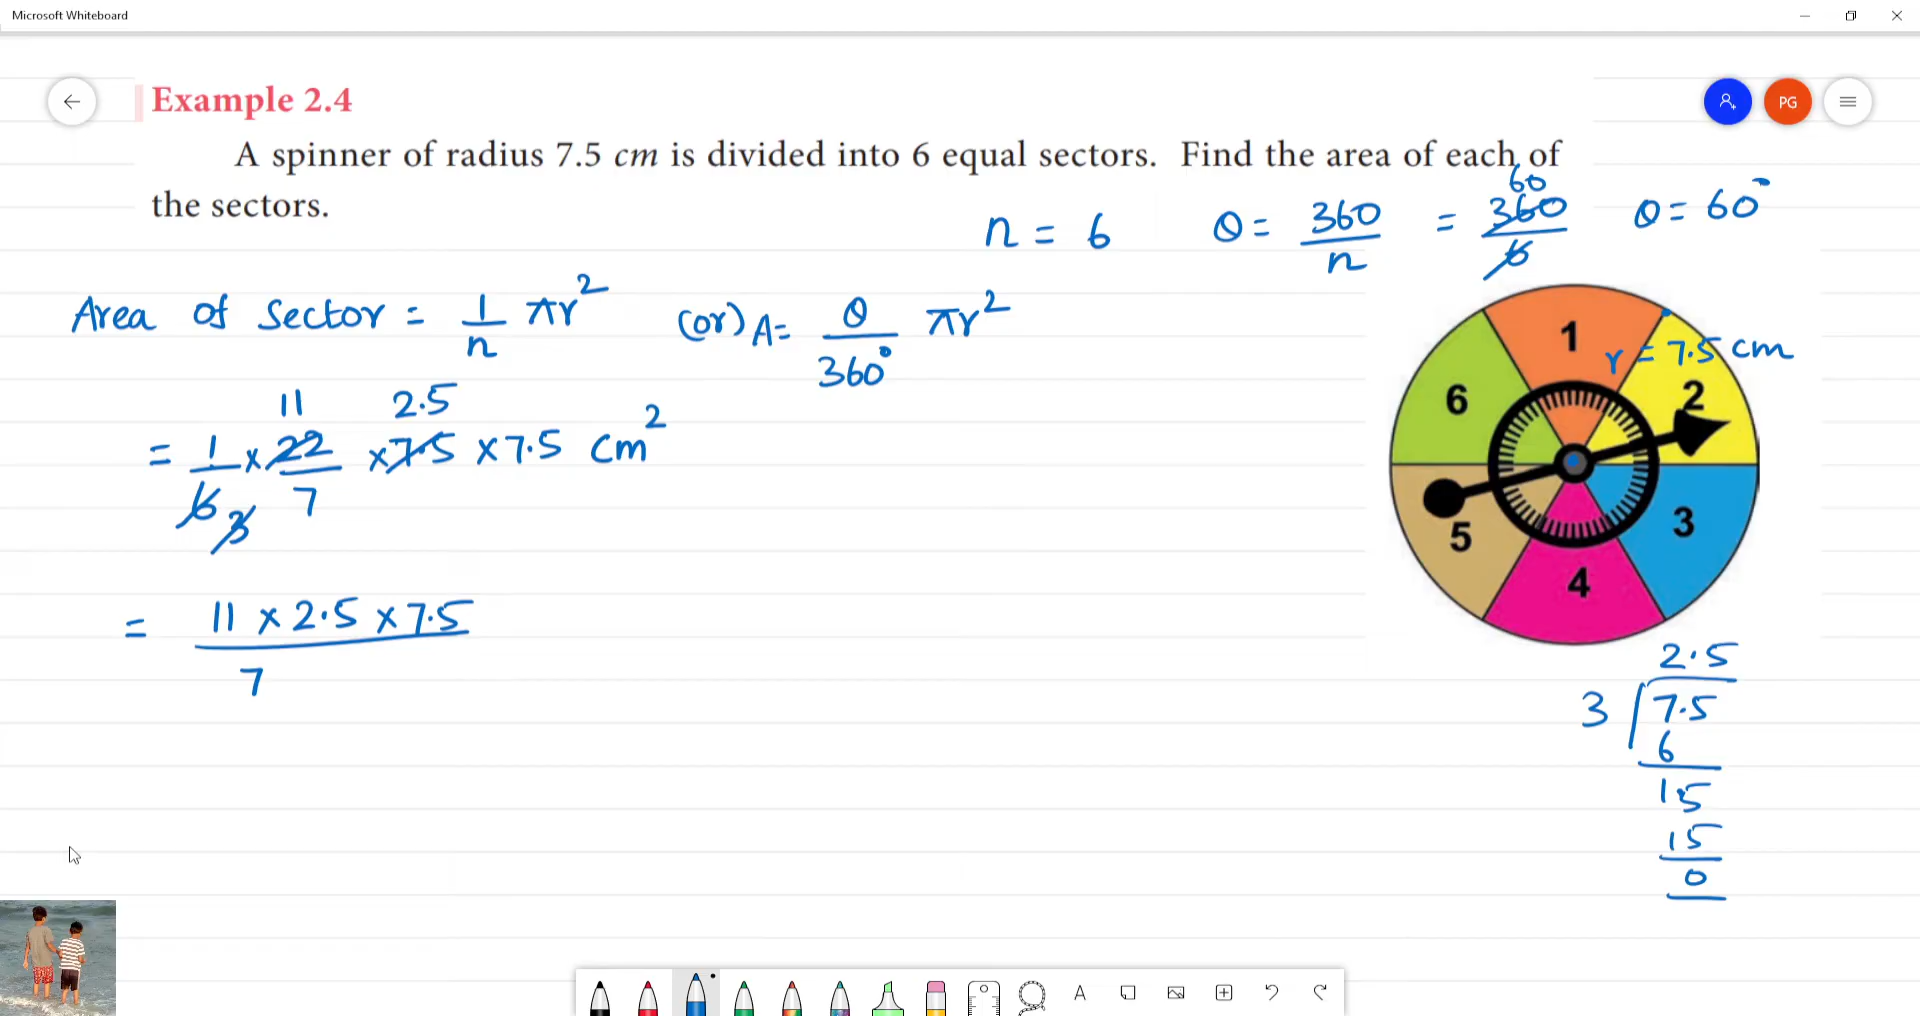 Microsoft Whiteboard
Example 2.4
PG
A spinner of radius 7.5 cm is divided into 6 equal sectors. Find the area of each of
the sectors.
n = 6 θ = 360/n = 360/6 60 θ = 60°
Area of Sector = 1/n πr² (or) A = θ/360° πr²
r = 7.5 cm
11 2.5
= 1/6 × 22/7 × 7.5 × 7.5 cm²
3
= 11 × 2.5 × 7.5
7
1
2
3
4
5
6
2.5
3 7.5
6
15
15
0
A